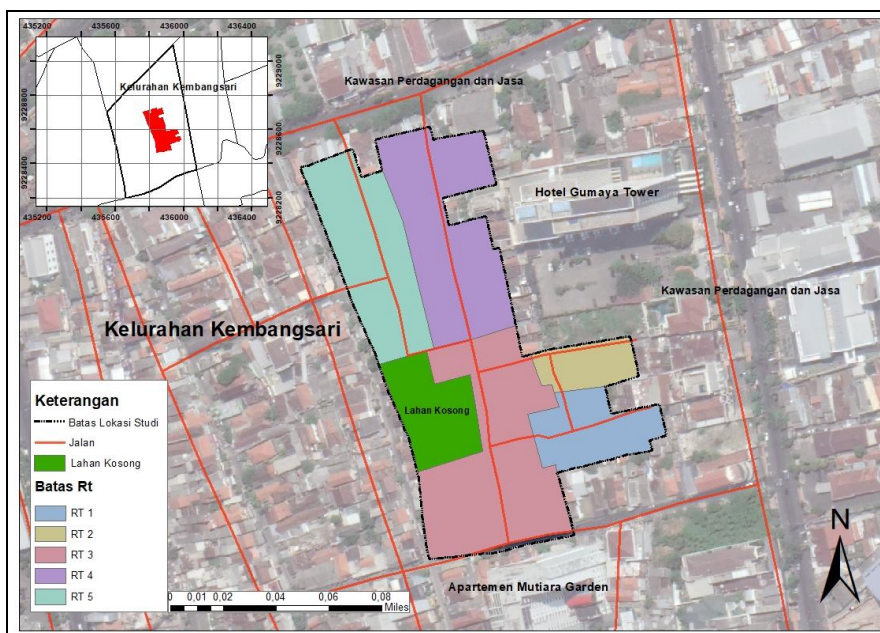 435200 435600 436000 436400
9229000
9228800
9228600
9228400
9228200
Kelurahan Kembangsari
435200 435600 436000 436400
Kawasan Perdagangan dan Jasa
Hotel Gumaya Tower
Kawasan Perdagangan dan Jasa
Kelurahan Kembangsari
Lahan Kosong
Keterangan
Batas Lokasi Studi
Jalan
Lahan Kosong
Batas Rt
RT 1
RT 2
RT 3
RT 4
RT 5
0 0,01 0,02 0,04 0,06 0,08
Miles
Apartemen Mutiara Garden
N